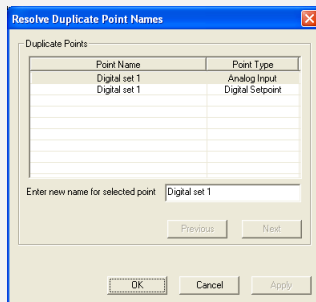 Resolve Duplicate Point Names
Duplicate Points
Point Name Point Type
Digital set 1 Analog Input
Digital set 1 Digital Setpoint
Enter new name for selected point Digital set 1
Previous Next
OK Cancel Apply